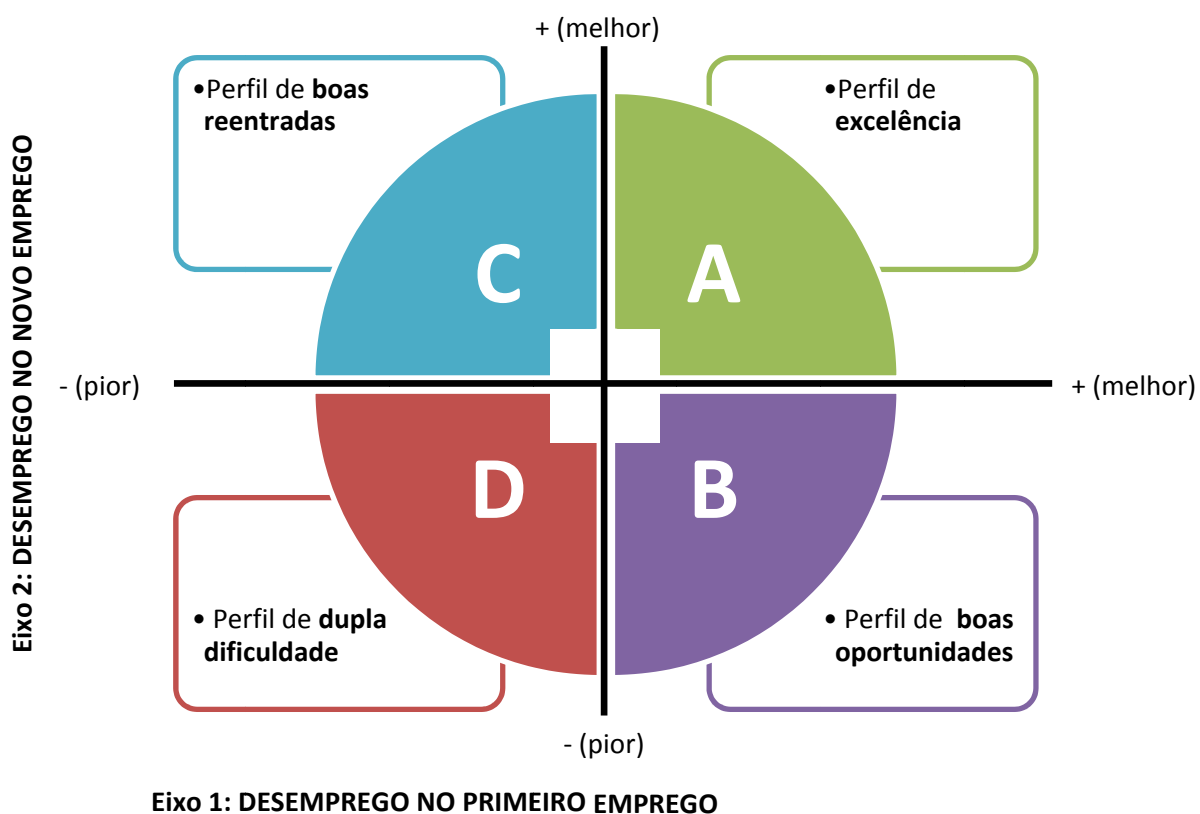 + (melhor)
•Perfil de boas
reentradas
•Perfil de
excelência
C
A
Eixo 2: DESEMPREGO NO NOVO EMPREGO
- (pior)
+ (melhor)
D
B
• Perfil de dupla
dificuldade
• Perfil de boas
oportunidades
- (pior)
Eixo 1: DESEMPREGO NO PRIMEIRO EMPREGO